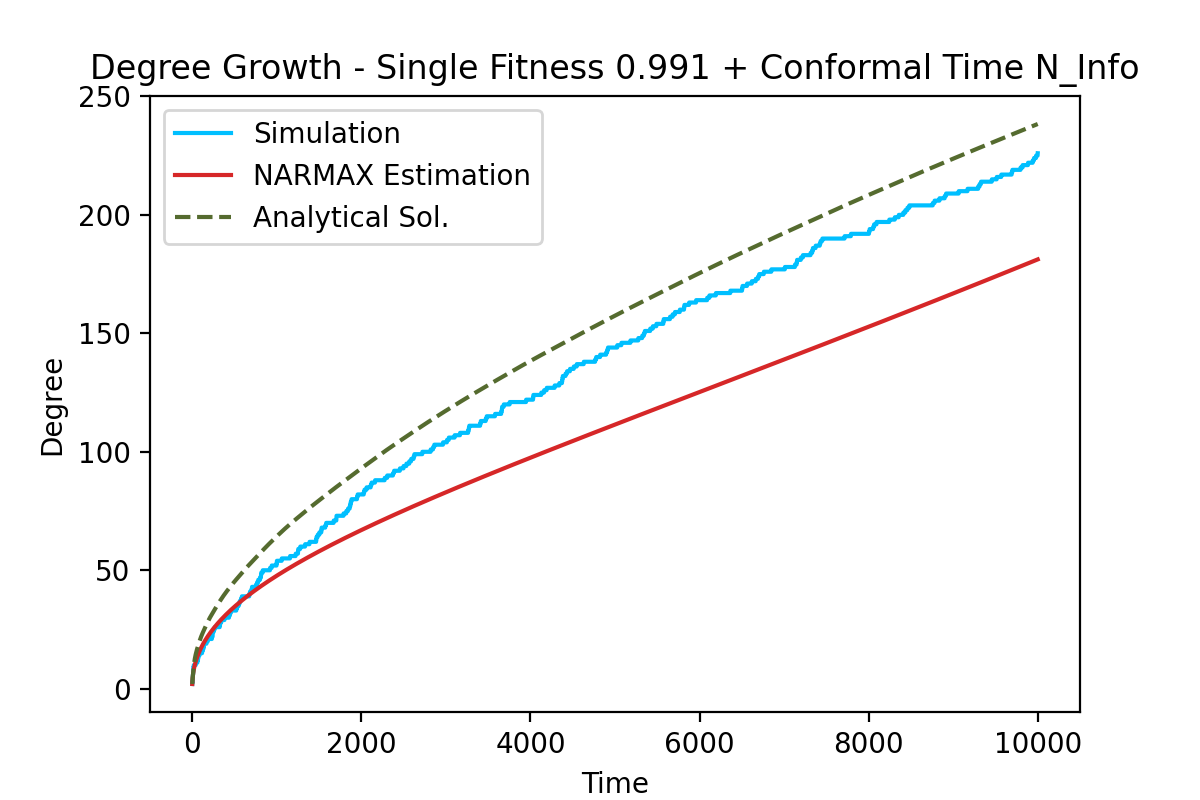 Degree Growth - Single Fitness 0.991 + Conformal Time N_Info
250
200
150
100
50
0
Degree
Simulation
NARMAX Estimation
Analytical Sol.
0 2000 4000 6000 8000 10000
Time